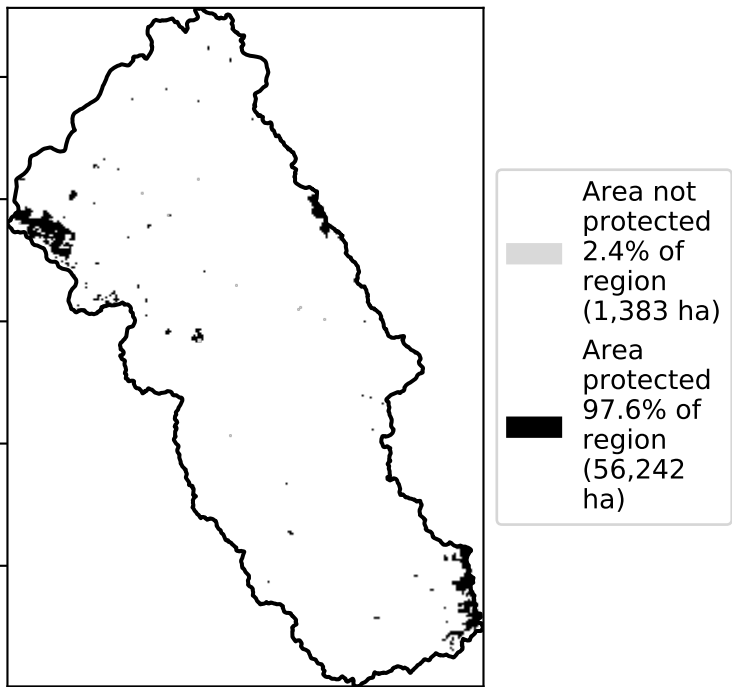 Area not
protected
2.4% of
region
(1,383 ha)
Area
protected
97.6% of
region
(56,242
ha)